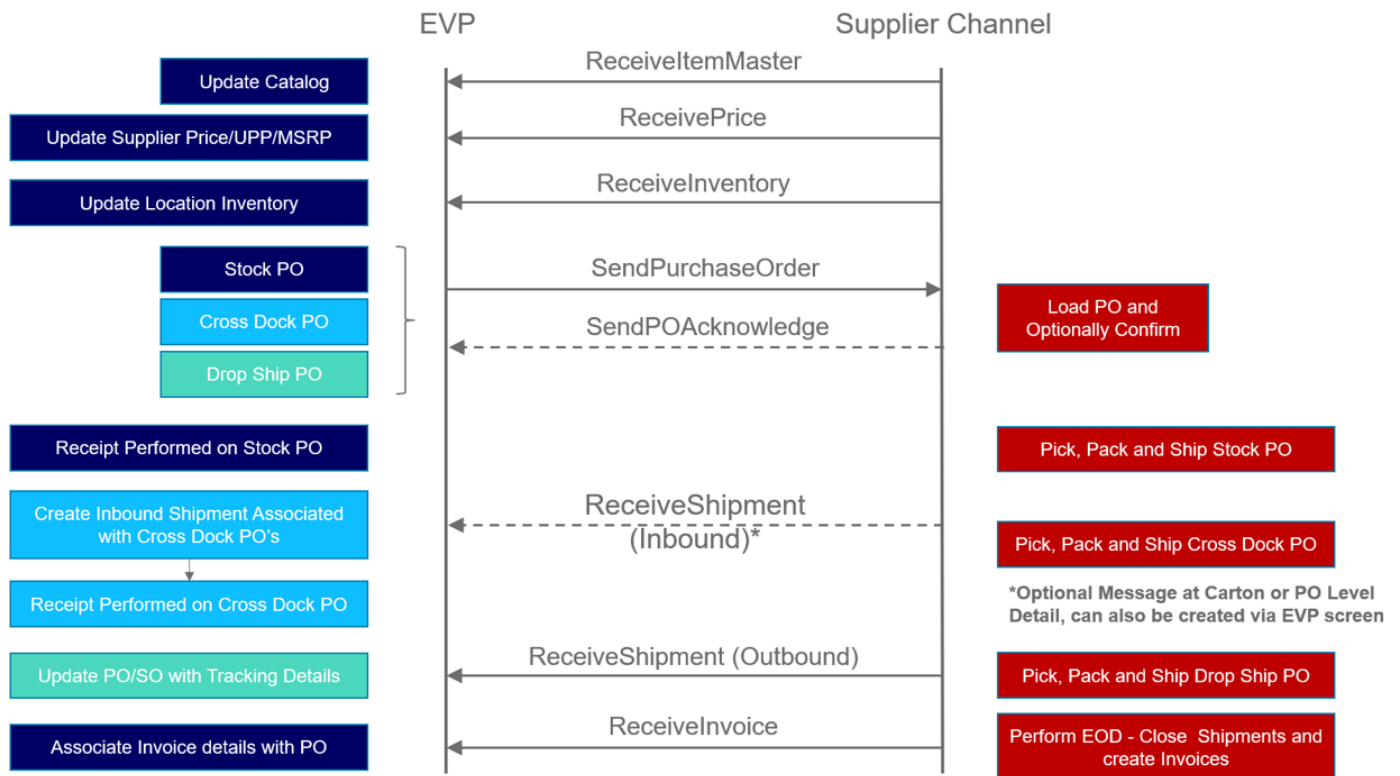 EVP
Supplier Channel
Update Catalog
ReceiveItemMaster
Update Supplier Price/UPP/MSRP
ReceivePrice
Update Location Inventory
ReceiveInventory
Stock PO
SendPurchaseOrder
Cross Dock PO
SendPOAcknowledge
Load PO and
Optionally Confirm
Drop Ship PO
Receipt Performed on Stock PO
Pick, Pack and Ship Stock PO
Create Inbound Shipment Associated
with Cross Dock PO's
ReceiveShipment
(Inbound)*
Pick, Pack and Ship Cross Dock PO
Receipt Performed on Cross Dock PO
*Optional Message at Carton or PO Level
Detail, can also be created via EVP screen
Update PO/SO with Tracking Details
ReceiveShipment (Outbound)
Pick, Pack and Ship Drop Ship PO
Associate Invoice details with PO
ReceiveInvoice
Perform EOD - Close Shipments and
create Invoices